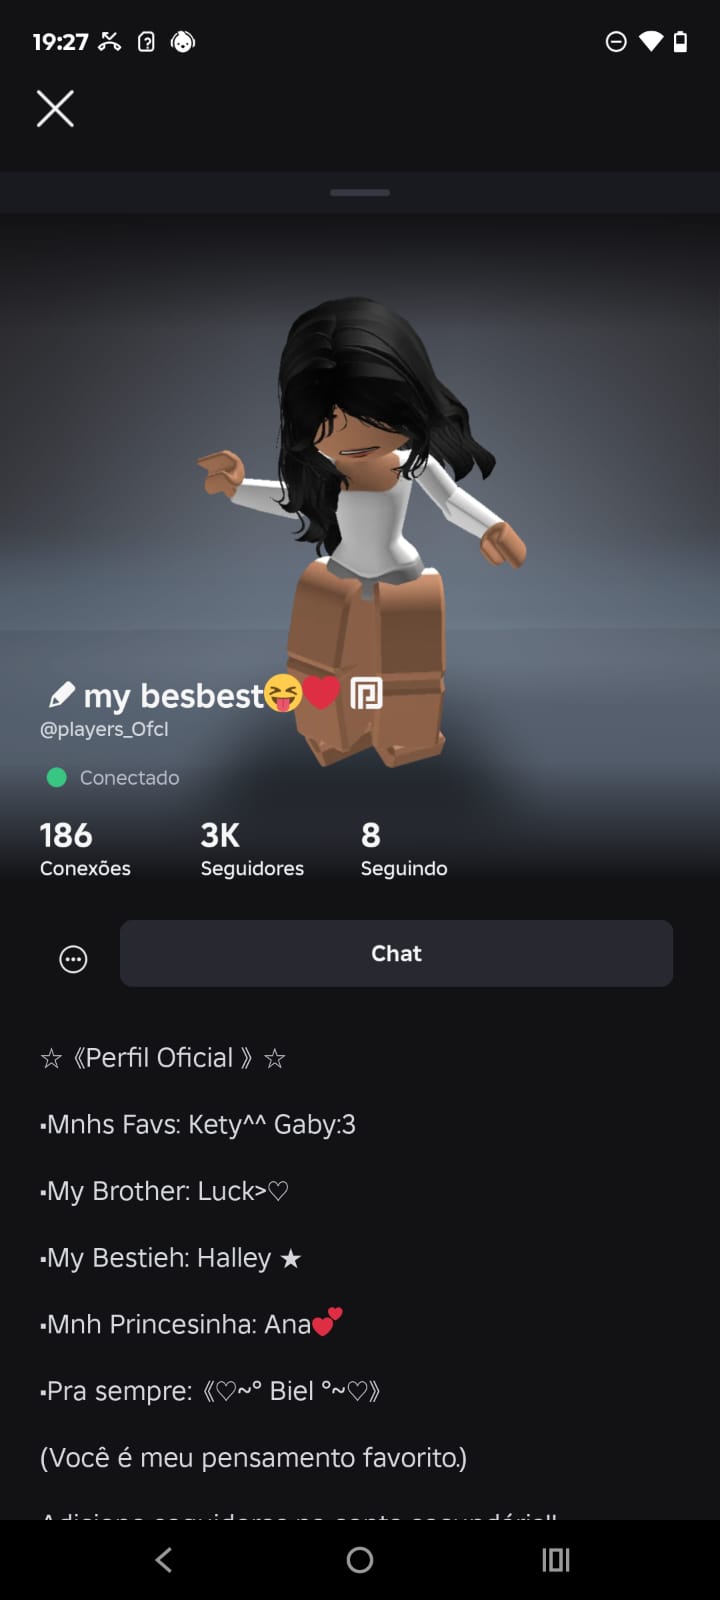 19:27
my besbest😝❤️
@players_Ofcl
Conectado
186 3K 8
Conexões Seguidores Seguindo
Chat
☆《Perfil Oficial 》☆
▪Mnhs Favs: Kety^^ Gaby:3
▪My Brother: Luck>♡
▪My Bestieh: Halley ★
▪Mnh Princesinha: Ana💕
▪Pra sempre: 《♡~° Biel °~♡》
(Você é meu pensamento favorito.)